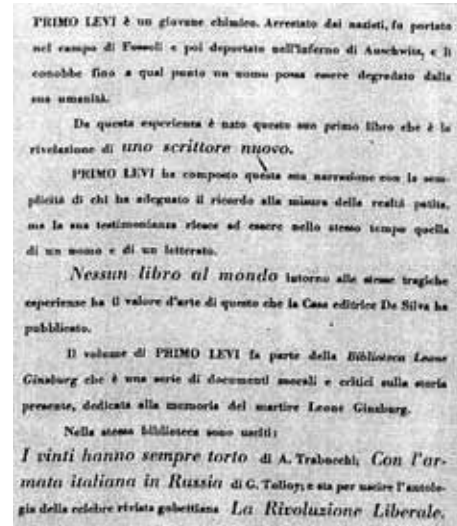 PRIMO LEVI è un giovane chimico. Arrestato dai nazisti, fu portato
nel campo di Fossoli e poi deportato nell'inferno di Auschwitz, e lì
conobbe fino a qual punto un uomo possa essere degradato dalla
sua umanità.
Da questa esperienza è nato questo suo primo libro che è la
rivelazione di uno scrittore nuovo.
PRIMO LEVI ha composto questa sua narrazione con la sem-
plicità di chi ha adeguato il ricordo alla misura della realtà patita,
ma la sua testimonianza riesce ad essere nello stesso tempo quella
di un uomo e di un letterato.
Nessun libro al mondo intorno alle stesse tragiche
esperienze ha il valore d'arte di questo che la Casa editrice De Silva ha
pubblicato.
Il volume di PRIMO LEVI fa parte della Biblioteca Leone
Ginzburg che è una serie di documenti morali e critici sulla storia
presente, dedicata alla memoria del martire Leone Ginzburg.
Nella stessa biblioteca sono usciti:
I vinti hanno sempre torto di A. Trabucchi; Con l'ar-
mata italiana in Russia di G. Tolloy; e sta per uscire l'antolo-
gia della celebre rivista gobettiana La Rivoluzione Liberale.